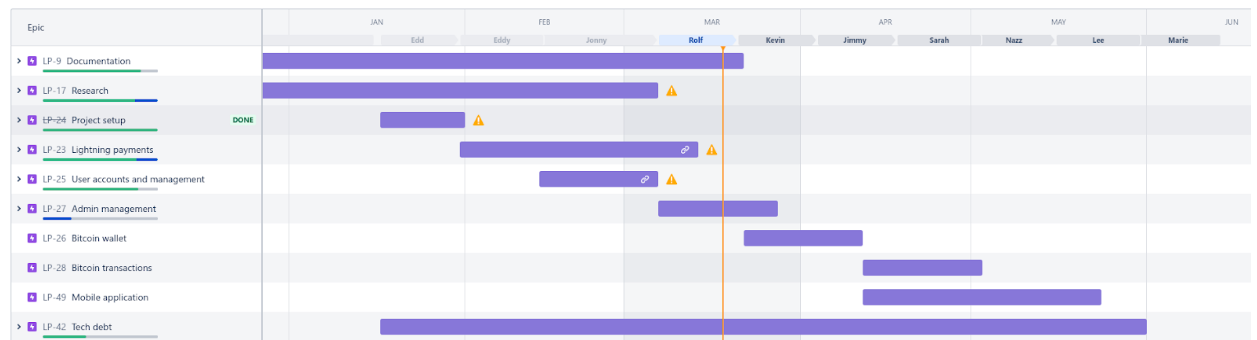 Epic
JAN FEB MAR APR MAY JUN
Edd Eddy Jonny Rolf Kevin Jimmy Sarah Nazz Lee Marie
LP-9 Documentation
LP-17 Research
LP-24 Project setup DONE
LP-23 Lightning payments
LP-25 User accounts and management
LP-27 Admin management
LP-26 Bitcoin wallet
LP-28 Bitcoin transactions
LP-49 Mobile application
LP-42 Tech debt